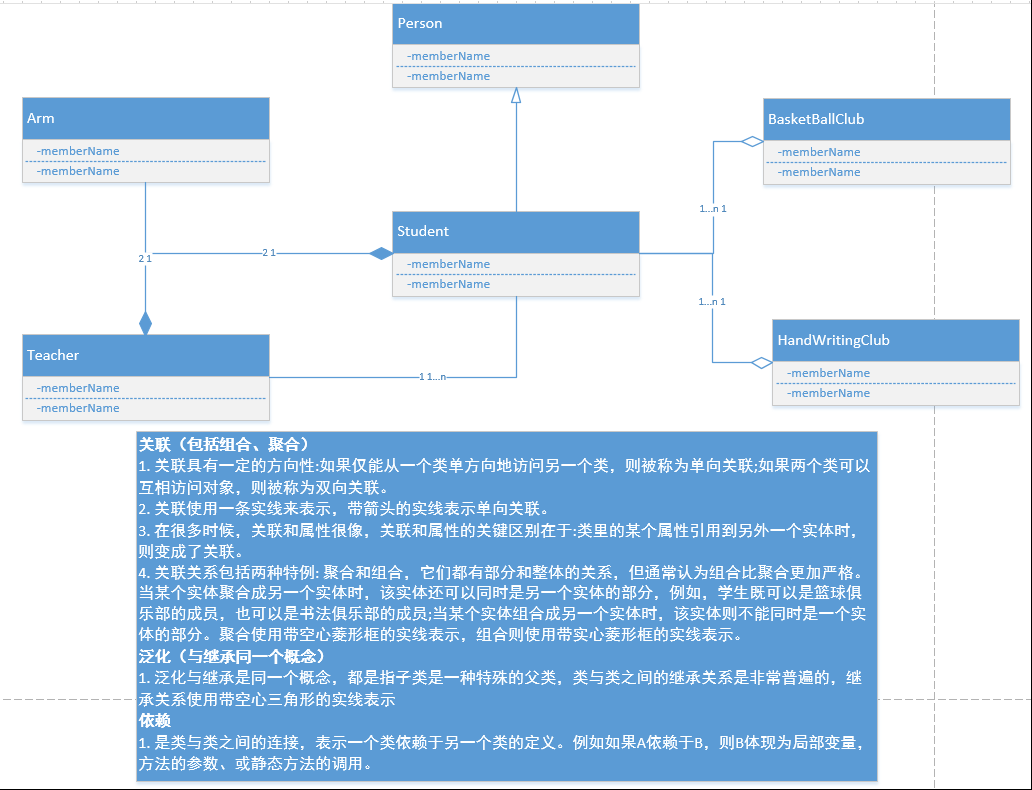 Person
-memberName
-memberName
Arm
-memberName
-memberName
BasketBallClub
-memberName
-memberName
1...n 1
Student
-memberName
-memberName
2 1
2 1
1...n 1
Teacher
-memberName
-memberName
1 1...n
HandWritingClub
-memberName
-memberName
关联（包括组合、聚合）
1. 关联具有一定的方向性:如果仅能从一个类单方向地访问另一个类，则被称为单向关联;如果两个类可以
互相访问对象，则被称为双向关联。
2. 关联使用一条实线来表示，带箭头的实线表示单向关联。
3. 在很多时候，关联和属性很像，关联和属性的关键区别在于:类里的某个属性引用到另外一个实体时，
则变成了关联。
4. 关联关系包括两种特例: 聚合和组合，它们都有部分和整体的关系，但通常认为组合比聚合更加严格。
当某个实体聚合成另一个实体时，该实体还可以同时是另一个实体的部分，例如，学生既可以是篮球俱
乐部的成员，也可以是书法俱乐部的成员;当某个实体组合成另一个实体时，该实体则不能同时是一个实
体的部分。聚合使用带空心菱形框的实线表示，组合则使用带实心菱形框的实线表示。
泛化（与继承同一个概念）
1. 泛化与继承是同一个概念，都是指子类是一种特殊的父类，类与类之间的继承关系是非常普遍的，继
承关系使用带空心三角形的实线表示
依赖
1. 是类与类之间的连接，表示一个类依赖于另一个类的定义。例如如果A依赖于B，则B体现为局部变量，
方法的参数、或静态方法的调用。